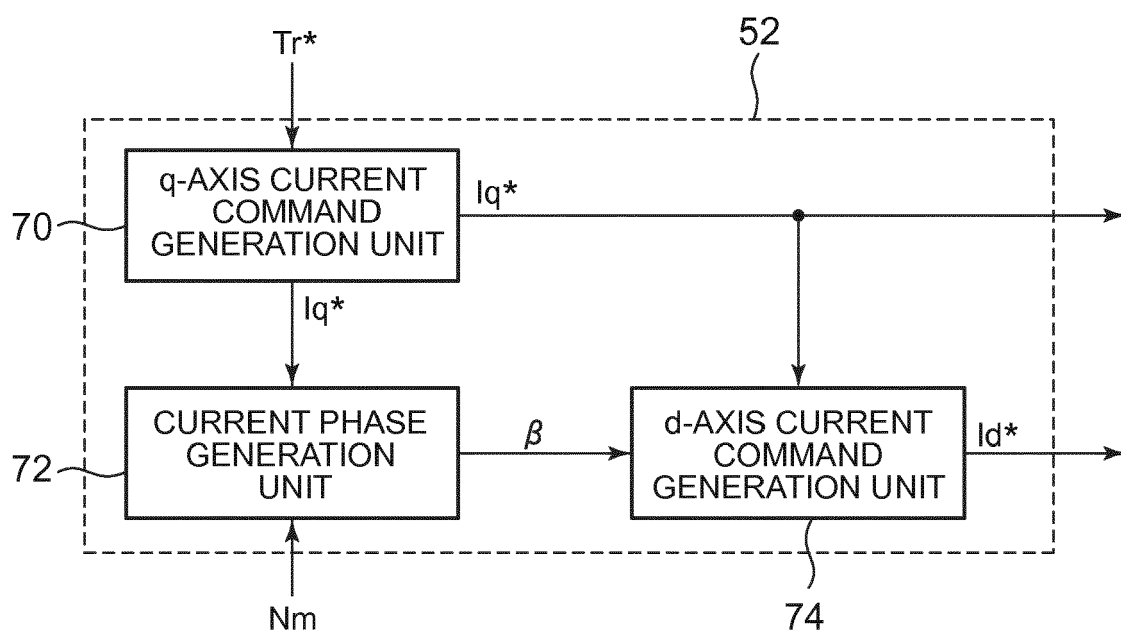 52
Tr*
q-AXIS CURRENT
COMMAND
GENERATION UNIT
Iq*
70
Iq*
CURRENT PHASE
GENERATION
UNIT
β
d-AXIS CURRENT
COMMAND
GENERATION UNIT
Id*
72
Nm
74